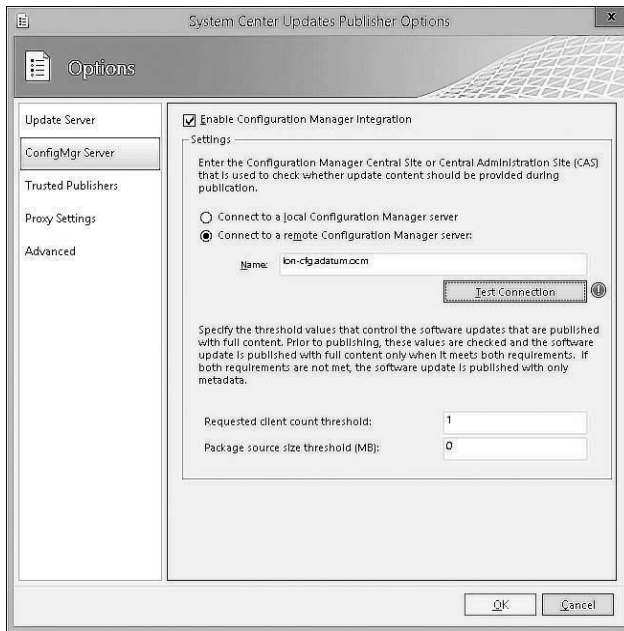 System Center Updates Publisher Options
x
Options
Update Server
ConfigMgr Server
Trusted Publishers
Proxy Settings
Advanced
Enable Configuration Manager Integration
Settings
Enter the Configuration Manager Central Site or Central Administration Site (CAS)
that is used to check whether update content should be provided during
publication.
Connect to a local Configuration Manager server
Connect to a remote Configuration Manager server:
Name:
lon-cfg.adatum.ocm
Test Connection
Specify the threshold values that control the software updates that are published
with full content. Prior to publishing, these values are checked and the software
update is published with full content only when it meets both requirements. If
both requirements are not met, the software update is published with only
metadata.
Requested client count threshold:
1
Package source size threshold (MB):
0
OK
Cancel